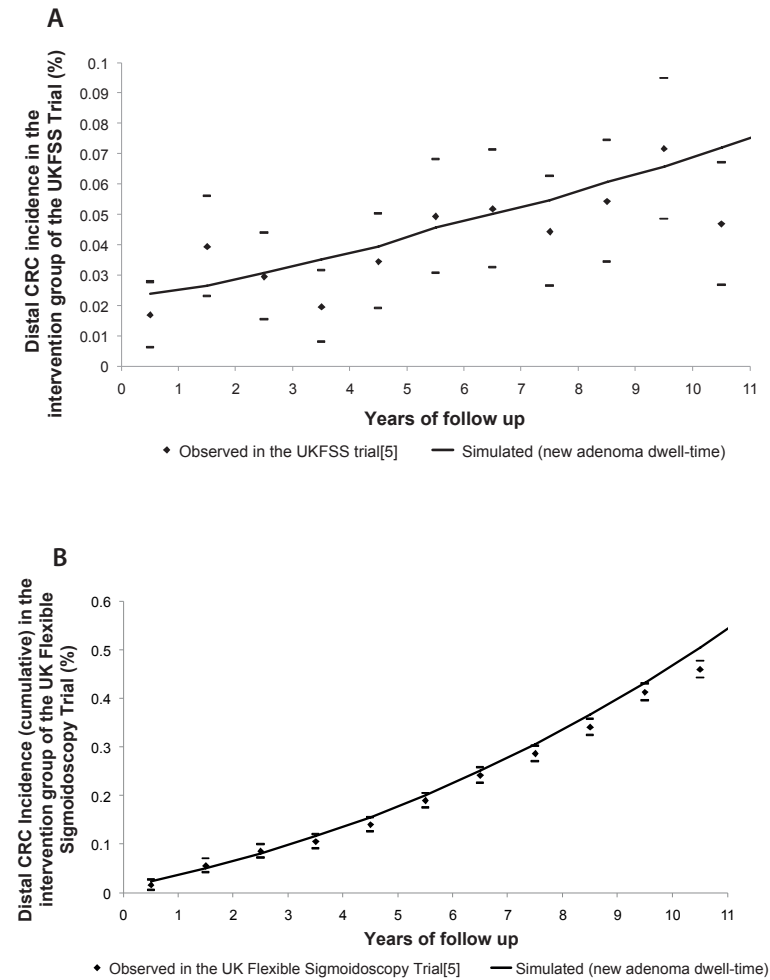 A
Distal CRC incidence in the
intervention group of the UKFSS Trial (%)
0.1
0.09
0.08
0.07
0.06
0.05
0.04
0.03
0.02
0.01
0
0 1 2 3 4 5 6 7 8 9 10 11
Years of follow up
Observed in the UKFSS trial[5] Simulated (new adenoma dwell-time)
B
Distal CRC Incidence (cumulative) in the
intervention group of the UK Flexible
Sigmoidoscopy Trial (%)
0.6
0.5
0.4
0.3
0.2
0.1
0
0 1 2 3 4 5 6 7 8 9 10 11
Years of follow up
Observed in the UK Flexible Sigmoidoscopy Trial[5] Simulated (new adenoma dwell-time)